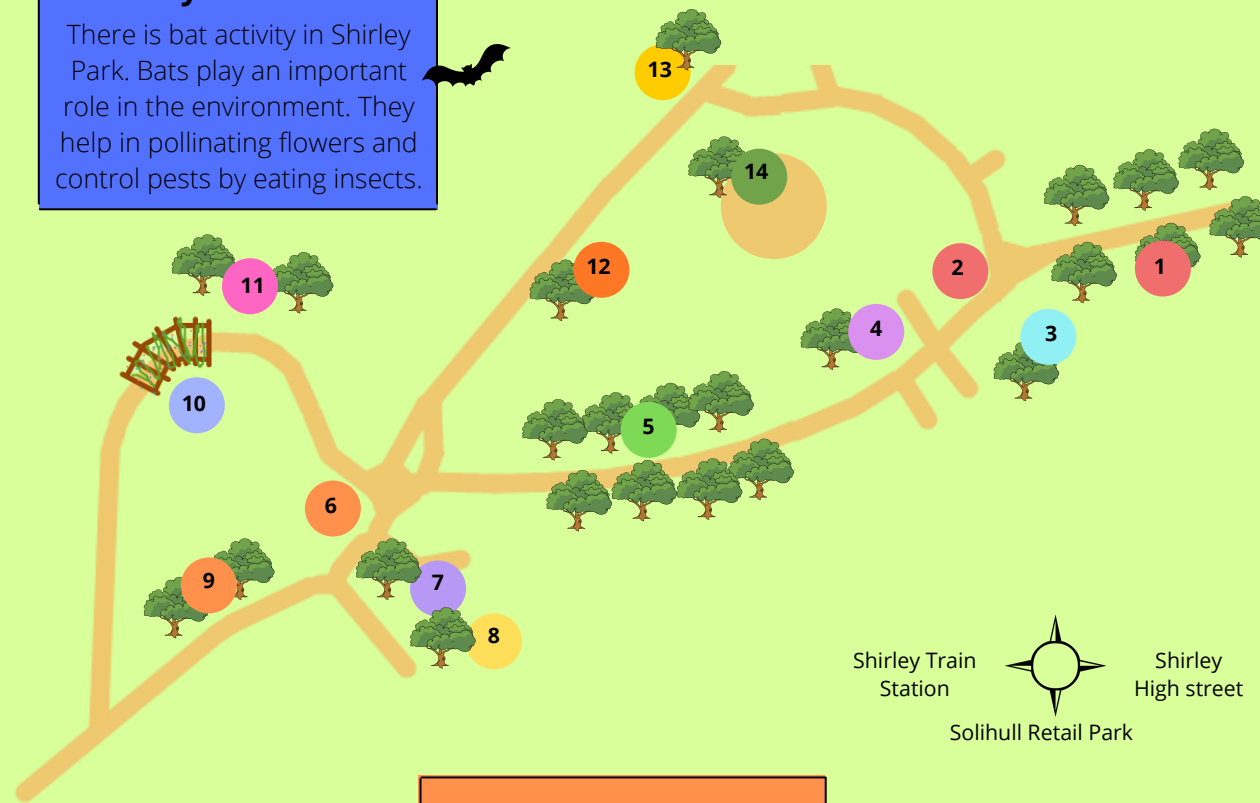 There is bat activity in Shirley
Park. Bats play an important
role in the environment. They
help in pollinating flowers and
control pests by eating insects.
13
14
12
11
2
1
4
3
10
5
6
9
7
8
Shirley Train
Station
Shirley
High street
Solihull Retail Park